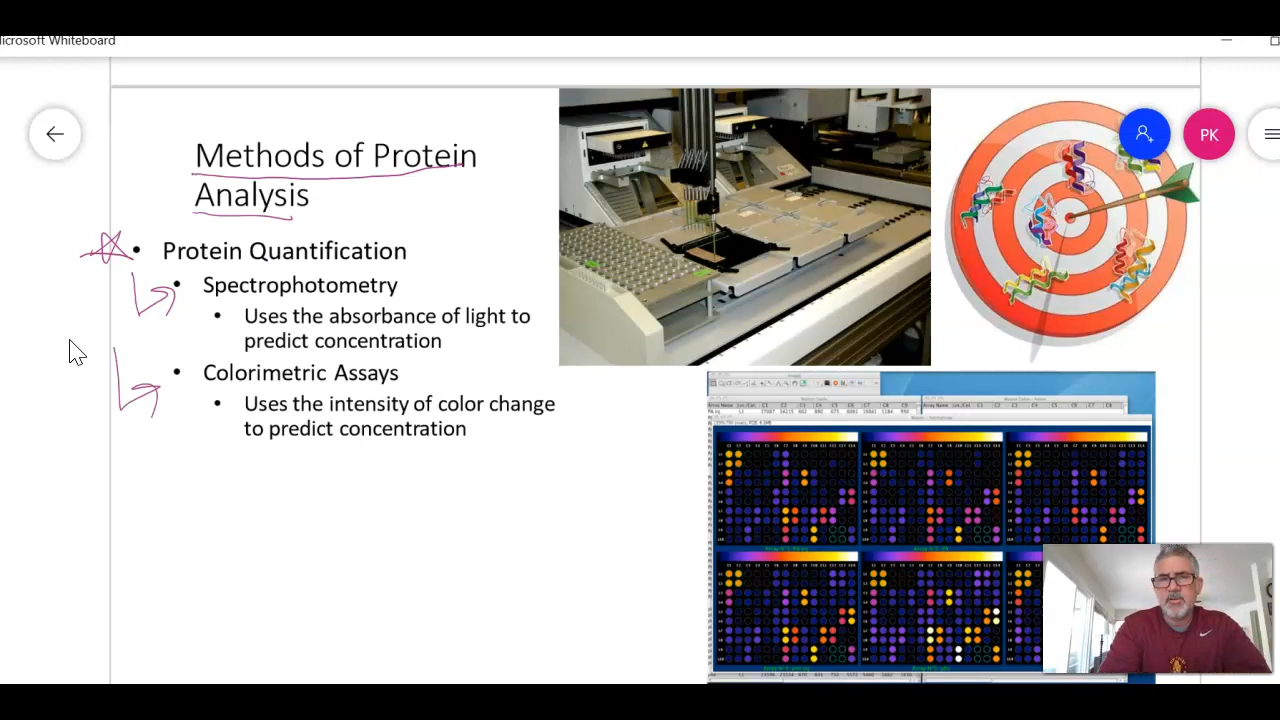 icrosoft Whiteboard
PK
Methods of Protein
Analysis
• Protein Quantification
• Spectrophotometry
• Uses the absorbance of light to
predict concentration
• Colorimetric Assays
• Uses the intensity of color change
to predict concentration